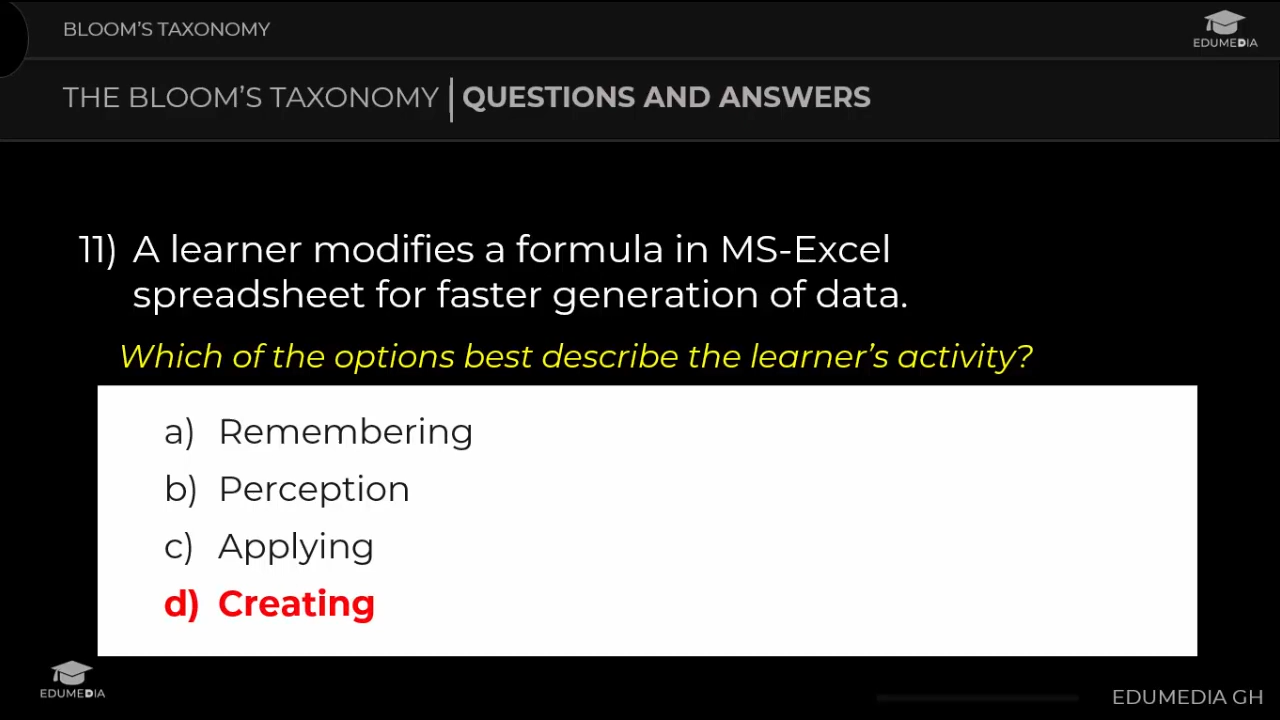 BLOOM'S TAXONOMY
EDUMEDIA
THE BLOOM'S TAXONOMY | QUESTIONS AND ANSWERS
11) A learner modifies a formula in MS-Excel
spreadsheet for faster generation of data.
Which of the options best describe the learner's activity?
a) Remembering
b) Perception
c) Applying
d) Creating
EDUMEDIA
EDUMEDIA GH